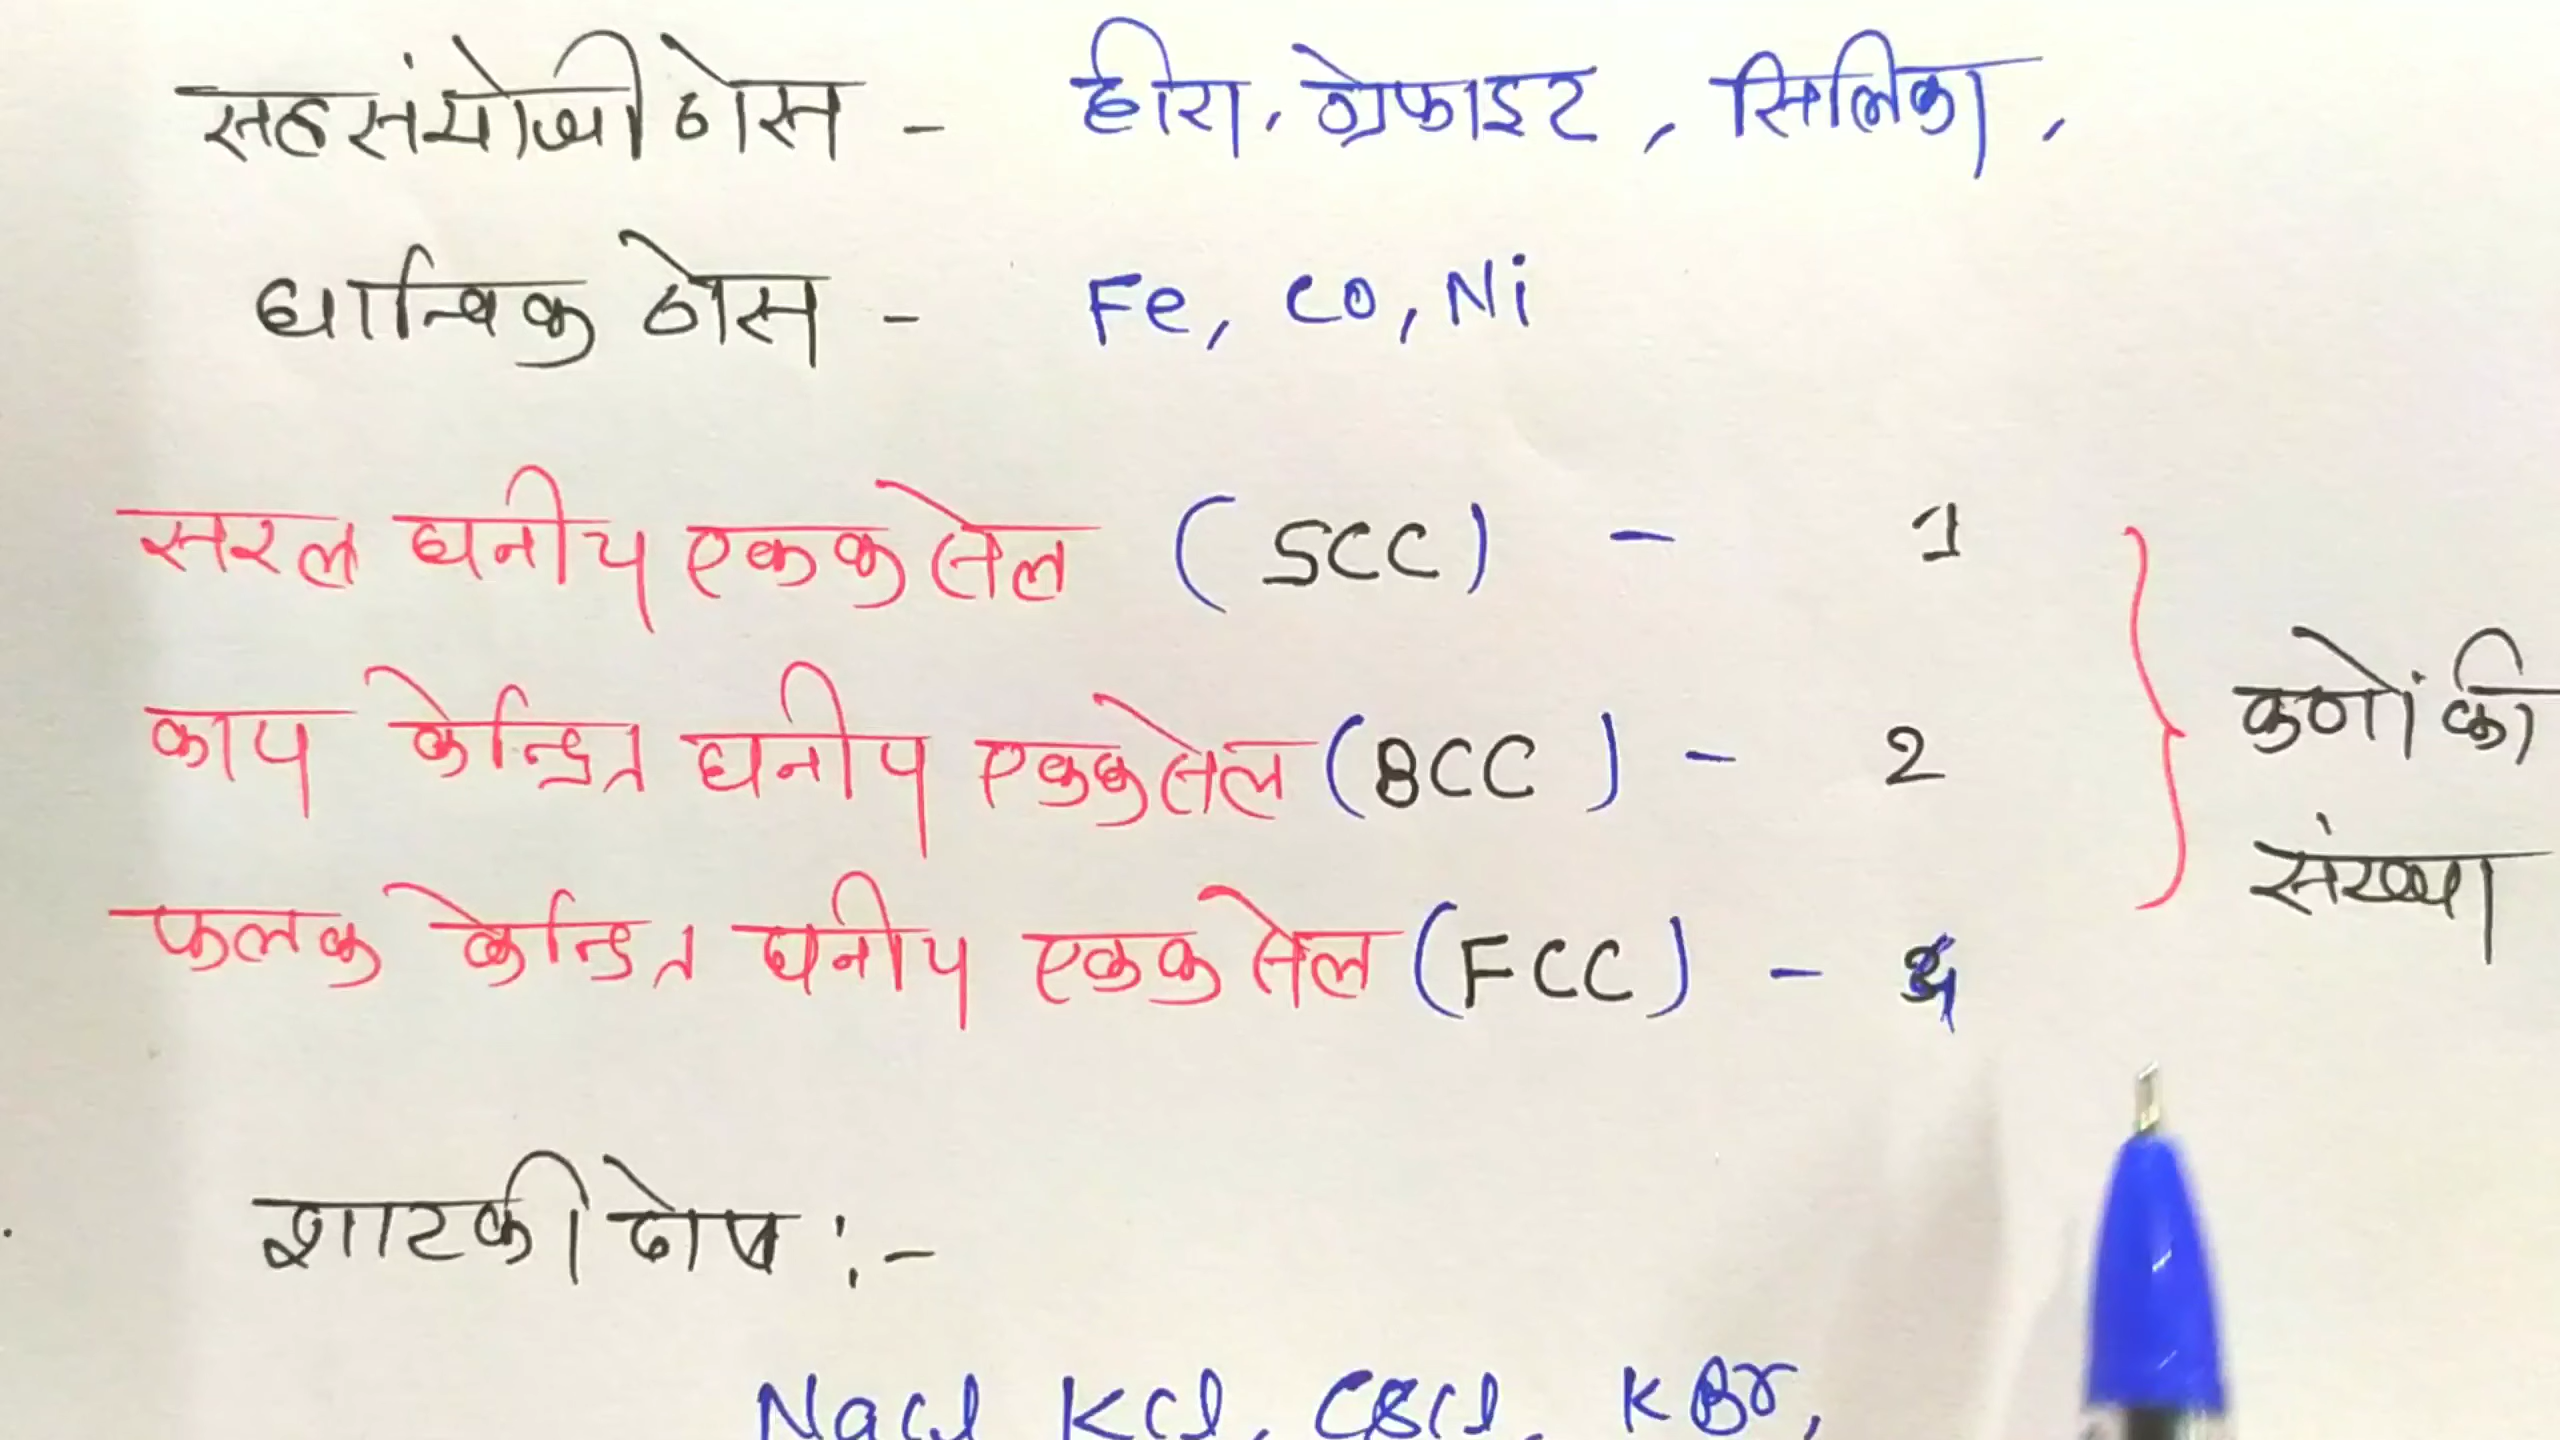 सहसंयोजी ठोस - हीरा, ग्रेफाइट, सिलिका,
धात्विक ठोस - Fe, Co, Ni
सरल घनीय एकक सेल (SCC) - 1
काय केन्द्रित घनीय एकक सेल (BCC) - 2
फलक केन्द्रित घनीय एकक सेल (FCC) - 4
कणों की
संख्या
शाटकी दोष :-
NaCl KCl, CsCl, KBr,